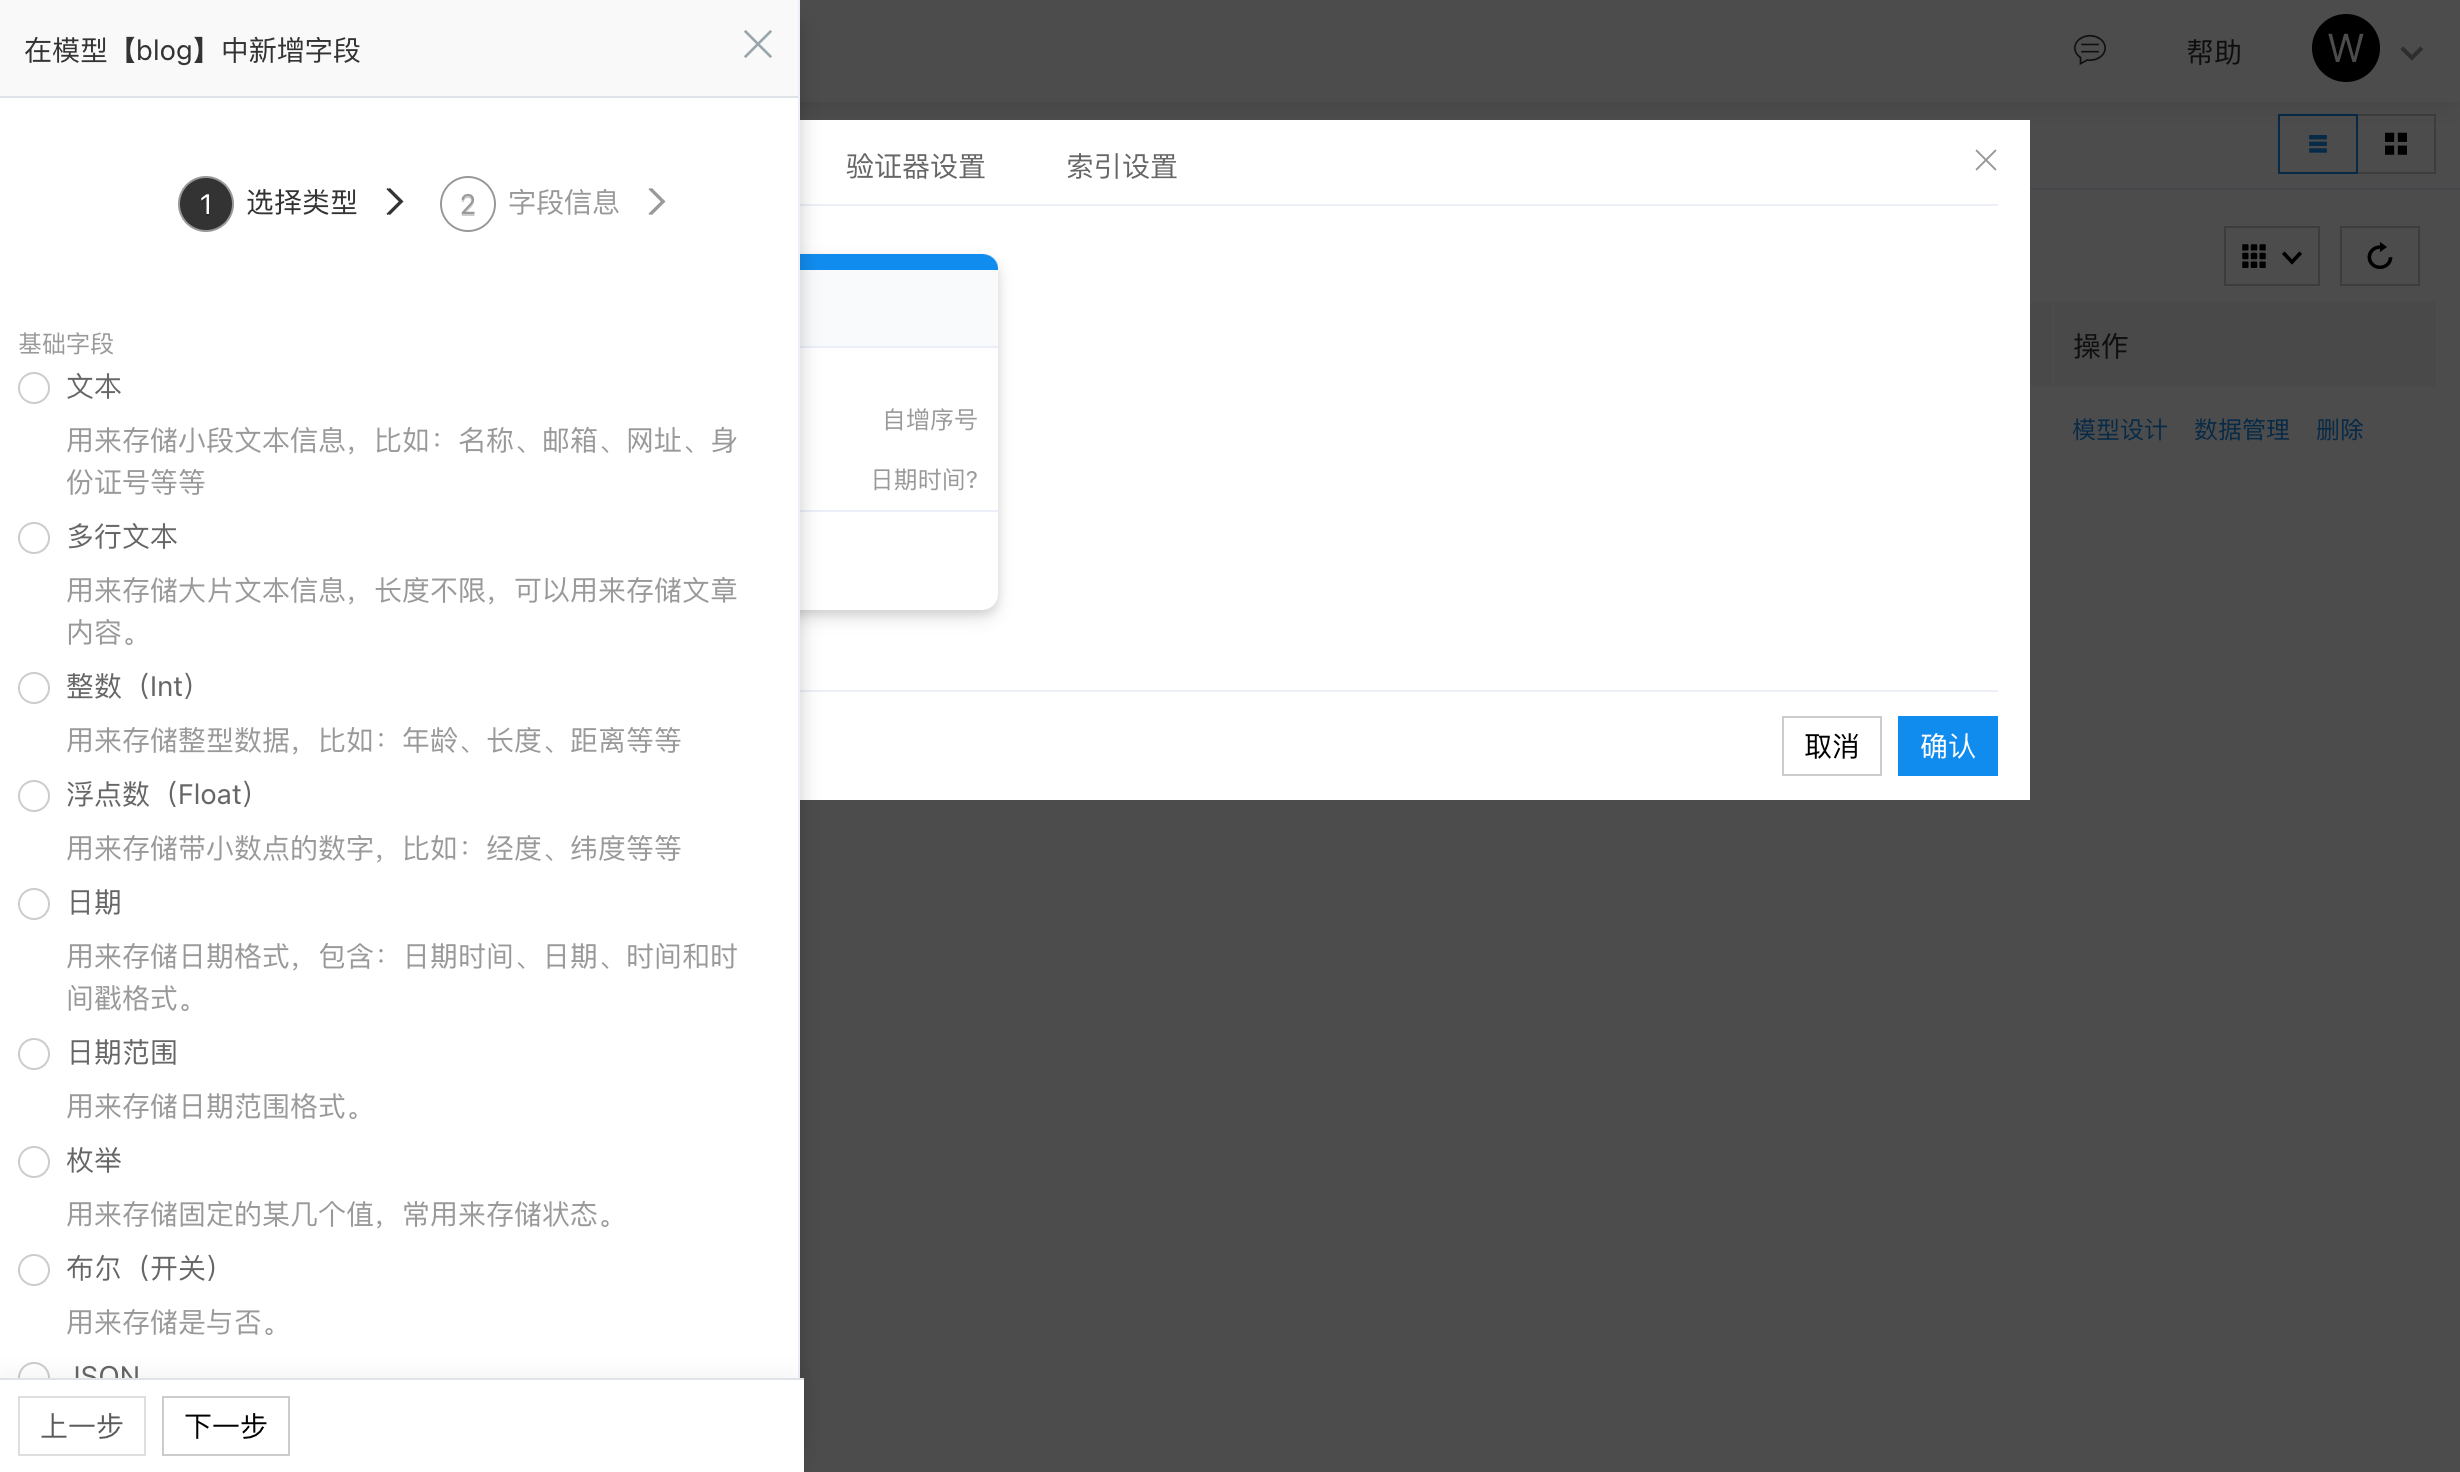 在模型【blog】中新增字段
帮助
W
验证器设置
索引设置
1 选择类型
2 字段信息
基础字段
文本
用来存储小段文本信息，比如：名称、邮箱、网址、身
份证号等等
多行文本
用来存储大片文本信息，长度不限，可以用来存储文章
内容。
整数（Int）
用来存储整型数据，比如：年龄、长度、距离等等
浮点数（Float）
用来存储带小数点的数字，比如：经度、纬度等等
日期
用来存储日期格式，包含：日期时间、日期、时间和时
间戳格式。
日期范围
用来存储日期范围格式。
枚举
用来存储固定的某几个值，常用来存储状态。
布尔（开关）
用来存储是与否。
JSON
上一步
下一步
自增序号
日期时间?
取消
确认
操作
模型设计 数据管理 删除